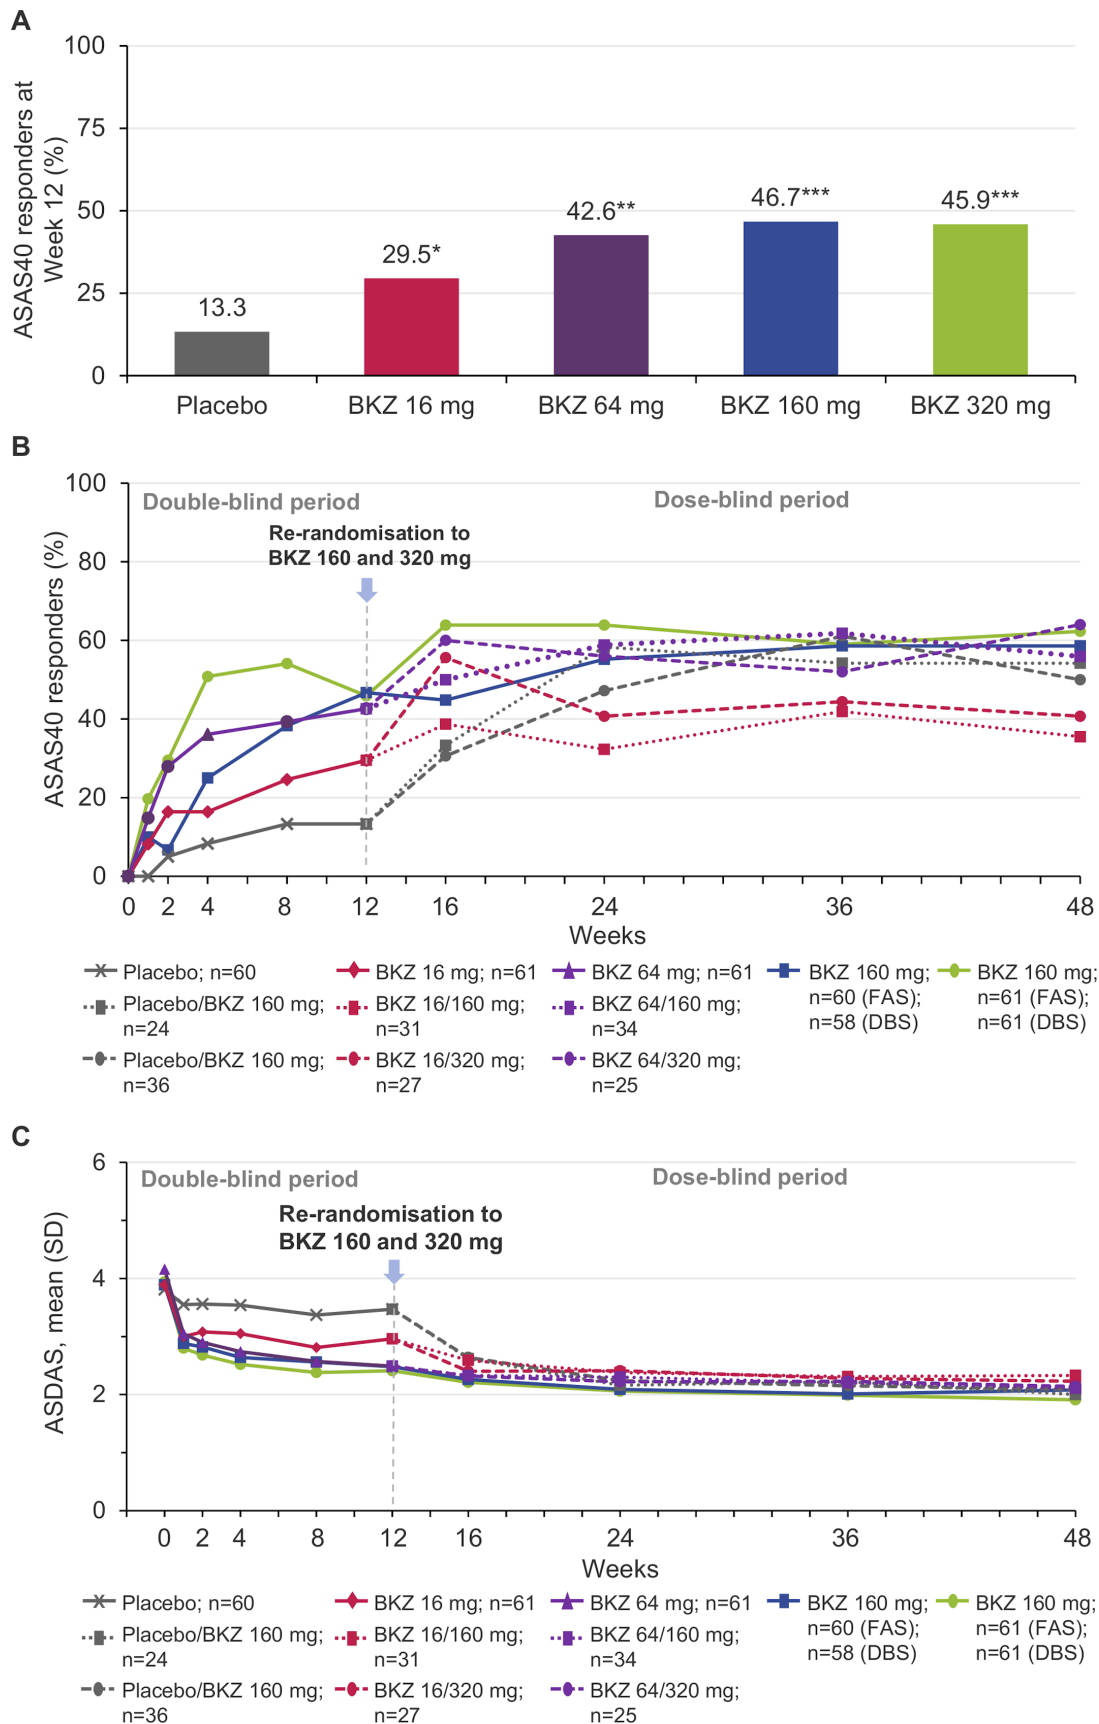 A
100
75
50
25
0
ASAS40 responders at
Week 12 (%)
13.3
29.5*
42.6**
46.7***
45.9***
Placebo
BKZ 16 mg
BKZ 64 mg
BKZ 160 mg
BKZ 320 mg
B
100
80
60
40
20
0
ASAS40 responders (%)
Double-blind period
Dose-blind period
Re-randomisation to
BKZ 160 and 320 mg
0 2 4 8 12 16 24 36 48
Weeks
Placebo; n=60
Placebo/BKZ 160 mg;
n=24
Placebo/BKZ 160 mg;
n=36
BKZ 16 mg; n=61
BKZ 16/160 mg;
n=31
BKZ 16/320 mg;
n=27
BKZ 64 mg; n=61
BKZ 64/160 mg;
n=34
BKZ 64/320 mg;
n=25
BKZ 160 mg;
n=60 (FAS);
n=58 (DBS)
BKZ 160 mg;
n=61 (FAS);
n=61 (DBS)
C
6
4
2
0
ASDAS, mean (SD)
Double-blind period
Dose-blind period
Re-randomisation to
BKZ 160 and 320 mg
0 2 4 8 12 16 24 36 48
Weeks
Placebo; n=60
Placebo/BKZ 160 mg;
n=24
Placebo/BKZ 160 mg;
n=36
BKZ 16 mg; n=61
BKZ 16/160 mg;
n=31
BKZ 16/320 mg;
n=27
BKZ 64 mg; n=61
BKZ 64/160 mg;
n=34
BKZ 64/320 mg;
n=25
BKZ 160 mg;
n=60 (FAS);
n=58 (DBS)
BKZ 160 mg;
n=61 (FAS);
n=61 (DBS)